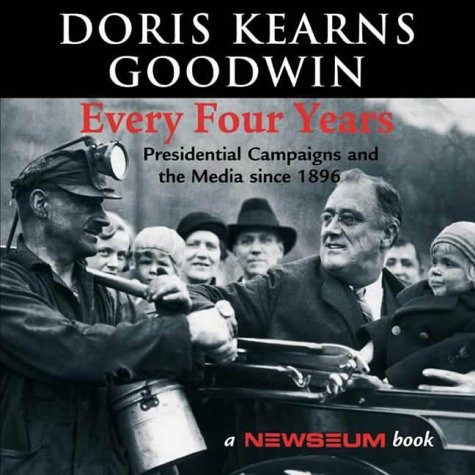 DORIS KEARNS
GOODWIN
Every Four Years
Presidential Campaigns and
the Media since 1896
a NEWSEUM book